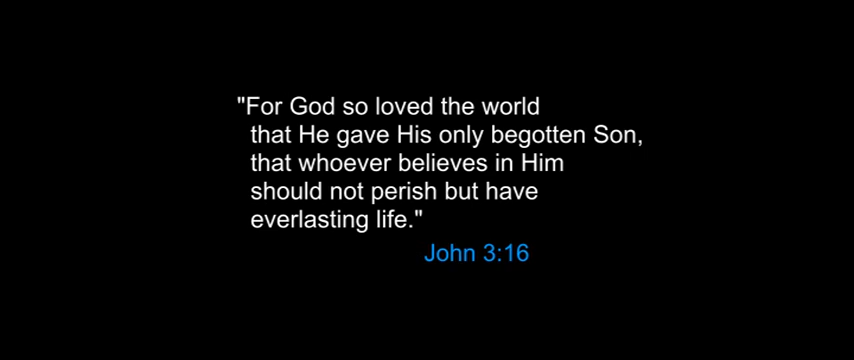 "For God so loved the world
that He gave His only begotten Son,
that whoever believes in Him
should not perish but have
everlasting life."
John 3:16